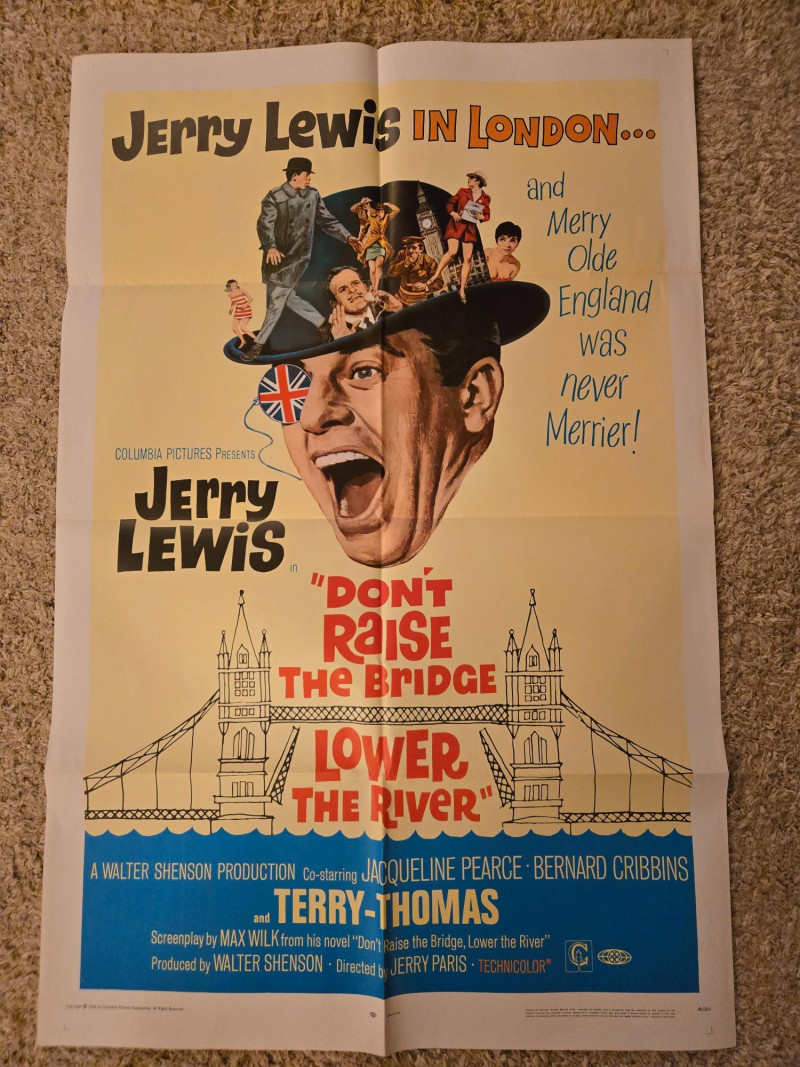 Jerry Lewis IN LONDON...
and
Merry
Olde
England
was
never
Merrier!
COLUMBIA PICTURES PRESENTS
Jerry
LEWIS
in
"DON'T
RAISE
THE BRIDGE
LOWER
THE RIVER"
A WALTER SHENSON PRODUCTION Co-starring JACQUELINE PEARCE · BERNARD CRIBBINS
and TERRY-THOMAS
Screenplay by MAX WILK from his novel "Don't Raise the Bridge, Lower the River"
Produced by WALTER SHENSON · Directed by JERRY PARIS · TECHNICOLOR®
G